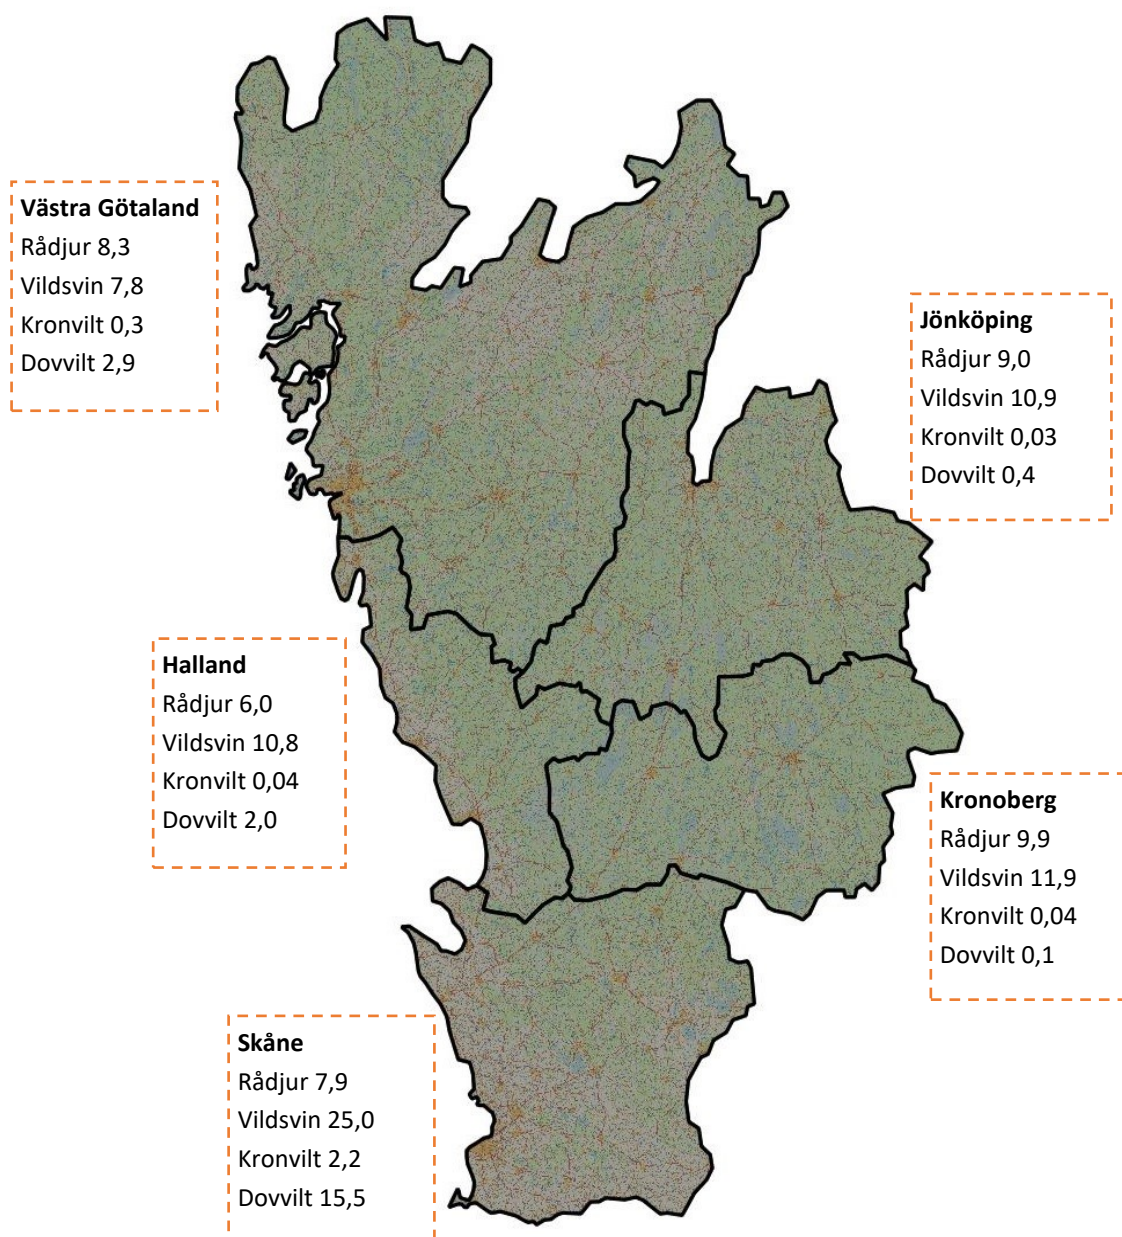 Västra Götaland
Rådjur 8,3
Vildsvin 7,8
Kronvilt 0,3
Dovvilt 2,9
Jönköping
Rådjur 9,0
Vildsvin 10,9
Kronvilt 0,03
Dovvilt 0,4
Halland
Rådjur 6,0
Vildsvin 10,8
Kronvilt 0,04
Dovvilt 2,0
Kronoberg
Rådjur 9,9
Vildsvin 11,9
Kronvilt 0,04
Dovvilt 0,1
Skåne
Rådjur 7,9
Vildsvin 25,0
Kronvilt 2,2
Dovvilt 15,5